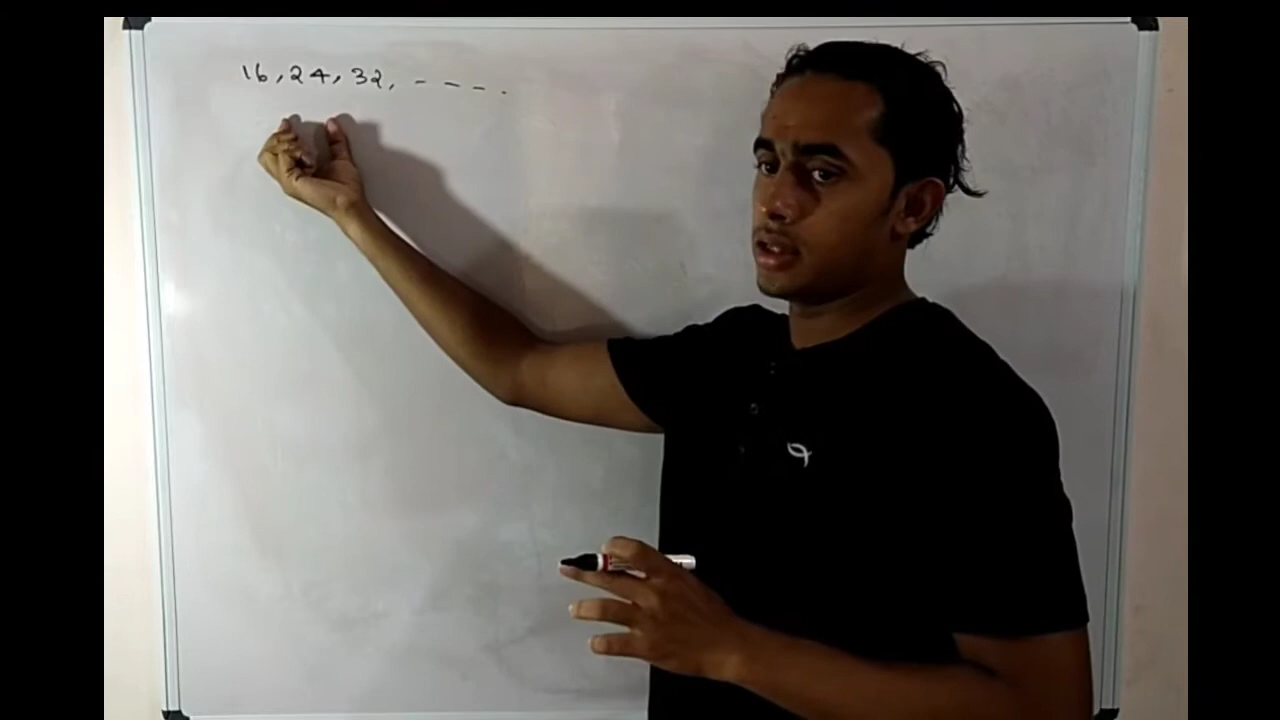 16, 24, 32, - - - .